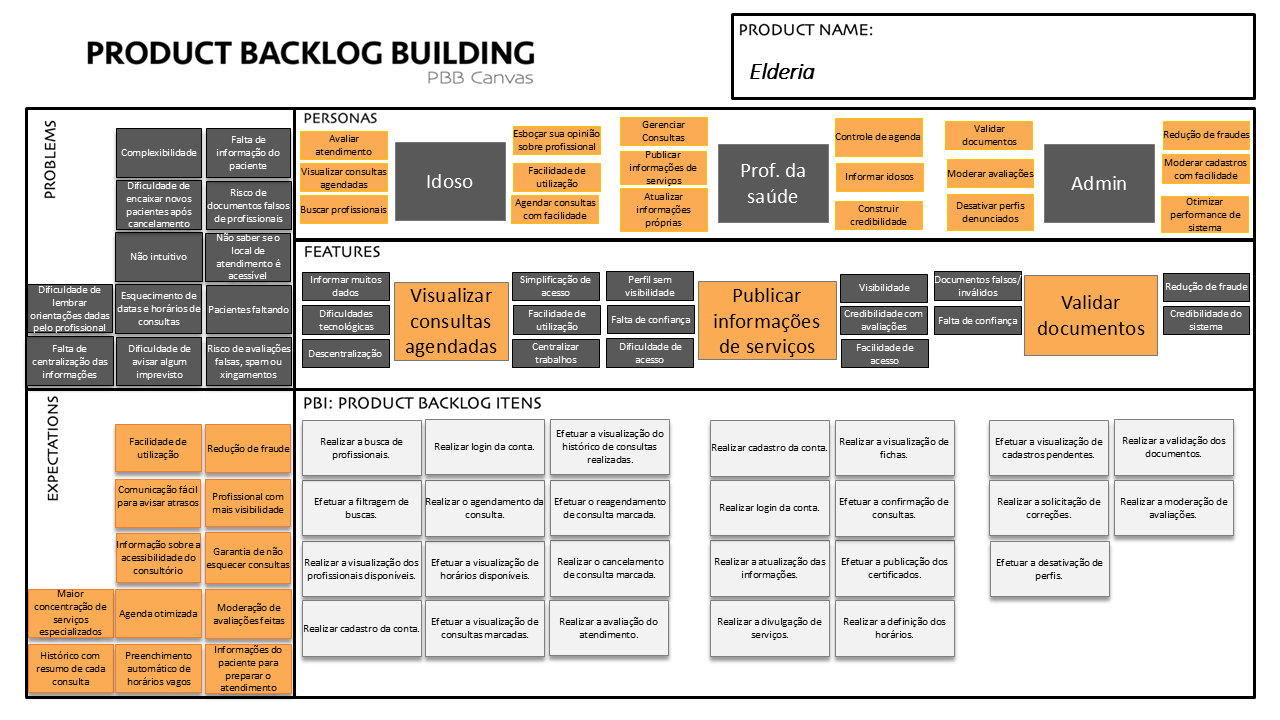 PRODUCT BACKLOG BUILDING
PBB Canvas
PRODUCT NAME:
Elderia
PROBLEMS
Complexibilidade
Falta de
informação do
paciente
Dificuldade de
encaixar novos
pacientes após
cancelamento
Risco de
documentos falsos
de profissionais
Não intuitivo
Não saber se o
local de
atendimento é
acessível
Dificuldade de
lembrar
orientações dadas
pelo profissional
Esquecimento de
datas e horários de
consultas
Pacientes faltando
Falta de
centralização das
informações
Dificuldade de
avisar algum
imprevisto
Risco de avaliações
falsas, spam ou
xingamentos
PERSONAS
Avaliar
atendimento
Visualizar consultas
agendadas
Buscar profissionais
Idoso
Esboçar sua opinião
sobre profissional
Facilidade de
utilização
Agendar consultas
com facilidade
Gerenciar
Consultas
Publicar
informações de
serviços
Atualizar
informações
próprias
Prof. da
saúde
Controle de agenda
Informar idosos
Construir
credibilidade
Validar
documentos
Moderar avaliações
Desativar perfis
denunciados
Admin
Redução de fraudes
Moderar cadastros
com facilidade
Otimizar
performance de
sistema
FEATURES
Informar muitos
dados
Dificuldades
tecnológicas
Descentralização
Visualizar
consultas
agendadas
Simplificação de
acesso
Facilidade de
utilização
Centralizar
trabalhos
Perfil sem
visibilidade
Falta de confiança
Dificuldade de
acesso
Publicar
informações
de serviços
Visibilidade
Credibilidade com
avaliações
Facilidade de
acesso
Documentos falsos/
inválidos
Falta de confiança
Validar
documentos
Redução de fraude
Credibilidade do
sistema
EXPECTATIONS
Facilidade de
utilização
Redução de fraude
Comunicação fácil
para avisar atrasos
Profissional com
mais visibilidade
Informação sobre a
acessibilidade do
consultório
Garantia de não
esquecer consultas
Maior
concentração de
serviços
especializados
Agenda otimizada
Moderação de
avaliações feitas
Histórico com
resumo de cada
consulta
Preenchimento
automático de
horários vagos
Informações do
paciente para
preparar o
atendimento
PBI: PRODUCT BACKLOG ITENS
Realizar a busca de
profissionais.
Realizar login da conta.
Efetuar a visualização do
histórico de consultas
realizadas.
Efetuar a filtragem de
buscas.
Realizar o agendamento da
consulta.
Efetuar o reagendamento
de consulta marcada.
Realizar a visualização dos
profissionais disponíveis.
Efetuar a visualização de
horários disponíveis.
Realizar o cancelamento
de consulta marcada.
Realizar cadastro da conta.
Efetuar a visualização de
consultas marcadas.
Realizar a avaliação do
atendimento.
Realizar cadastro da conta.
Realizar a visualização de
fichas.
Realizar login da conta.
Efetuar a confirmação de
consultas.
Realizar a atualização das
informações.
Efetuar a publicação dos
certificados.
Realizar a divulgação de
serviços.
Realizar a definição dos
horários.
Efetuar a visualização de
cadastros pendentes.
Realizar a validação dos
documentos.
Realizar a solicitação de
correções.
Realizar a moderação de
avaliações.
Efetuar a desativação de
perfis.